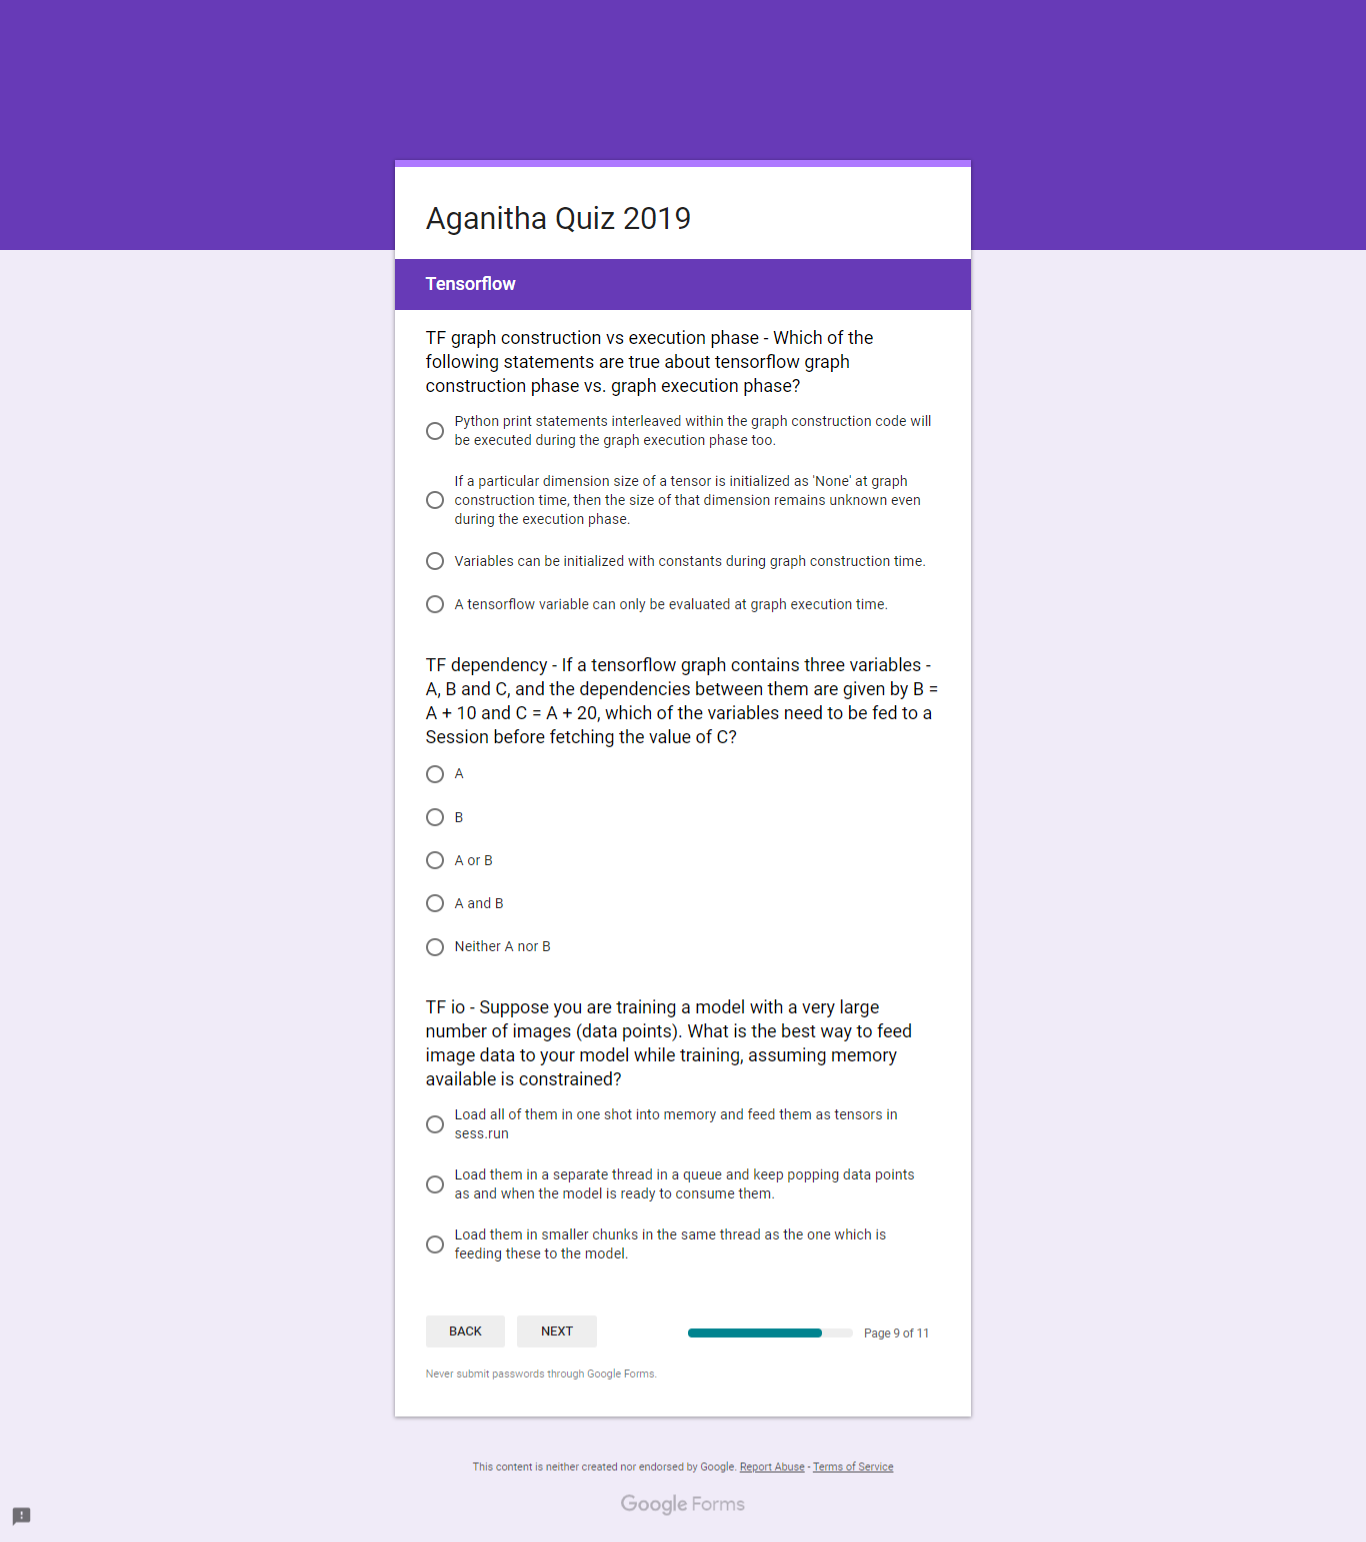 Aganitha Quiz 2019
Tensorflow
TF graph construction vs execution phase - Which of the
following statements are true about tensorflow graph
construction phase vs. graph execution phase?
Python print statements interleaved within the graph construction code will
be executed during the graph execution phase too.
If a particular dimension size of a tensor is initialized as 'None' at graph
construction time, then the size of that dimension remains unknown even
during the execution phase.
Variables can be initialized with constants during graph construction time.
A tensorflow variable can only be evaluated at graph execution time.
TF dependency - If a tensorflow graph contains three variables -
A, B and C, and the dependencies between them are given by B =
A + 10 and C = A + 20, which of the variables need to be fed to a
Session before fetching the value of C?
A
B
A or B
A and B
Neither A nor B
TF io - Suppose you are training a model with a very large
number of images (data points). What is the best way to feed
image data to your model while training, assuming memory
available is constrained?
Load all of them in one shot into memory and feed them as tensors in
sess.run
Load them in a separate thread in a queue and keep popping data points
as and when the model is ready to consume them.
Load them in smaller chunks in the same thread as the one which is
feeding these to the model.
BACK NEXT Page 9 of 11
Never submit passwords through Google Forms.
This content is neither created nor endorsed by Google. Report Abuse - Terms of Service
Google Forms